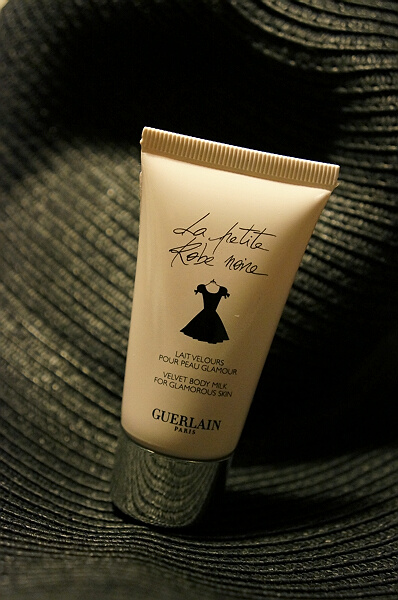 La petite
Robe noire
LAIT VELOURS
POUR PEAU GLAMOUR
VELVET BODY MILK
FOR GLAMOROUS SKIN
GUERLAIN
PARIS